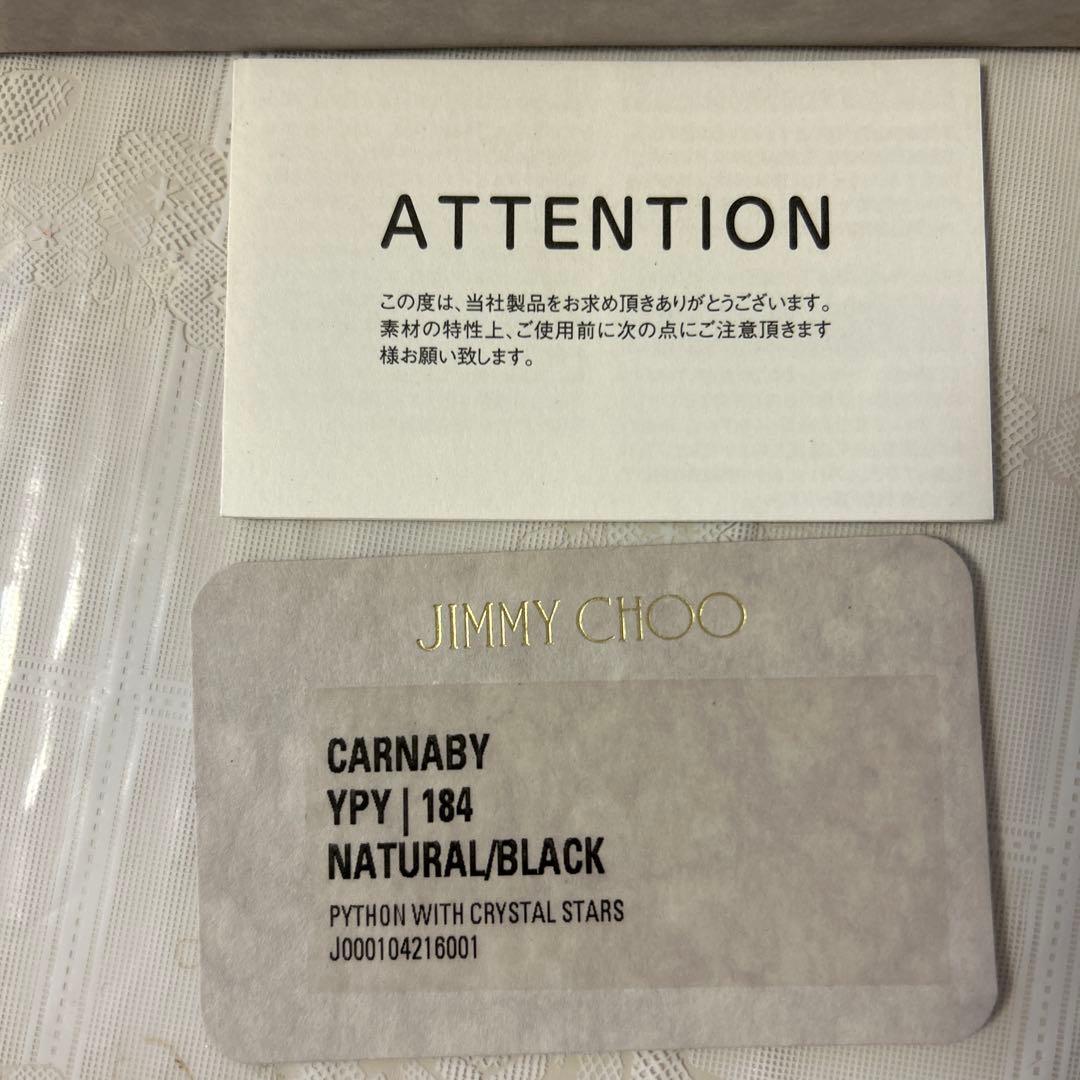 ATTENTION
この度は、当社製品をお求め頂きありがとうございます。
素材の特性上、ご使用前に次の点にご注意頂きます
様お願い致します。
JIMMY CHOO
CARNABY
YPY | 184
NATURAL/BLACK
PYTHON WITH CRYSTAL STARS
J000104216001